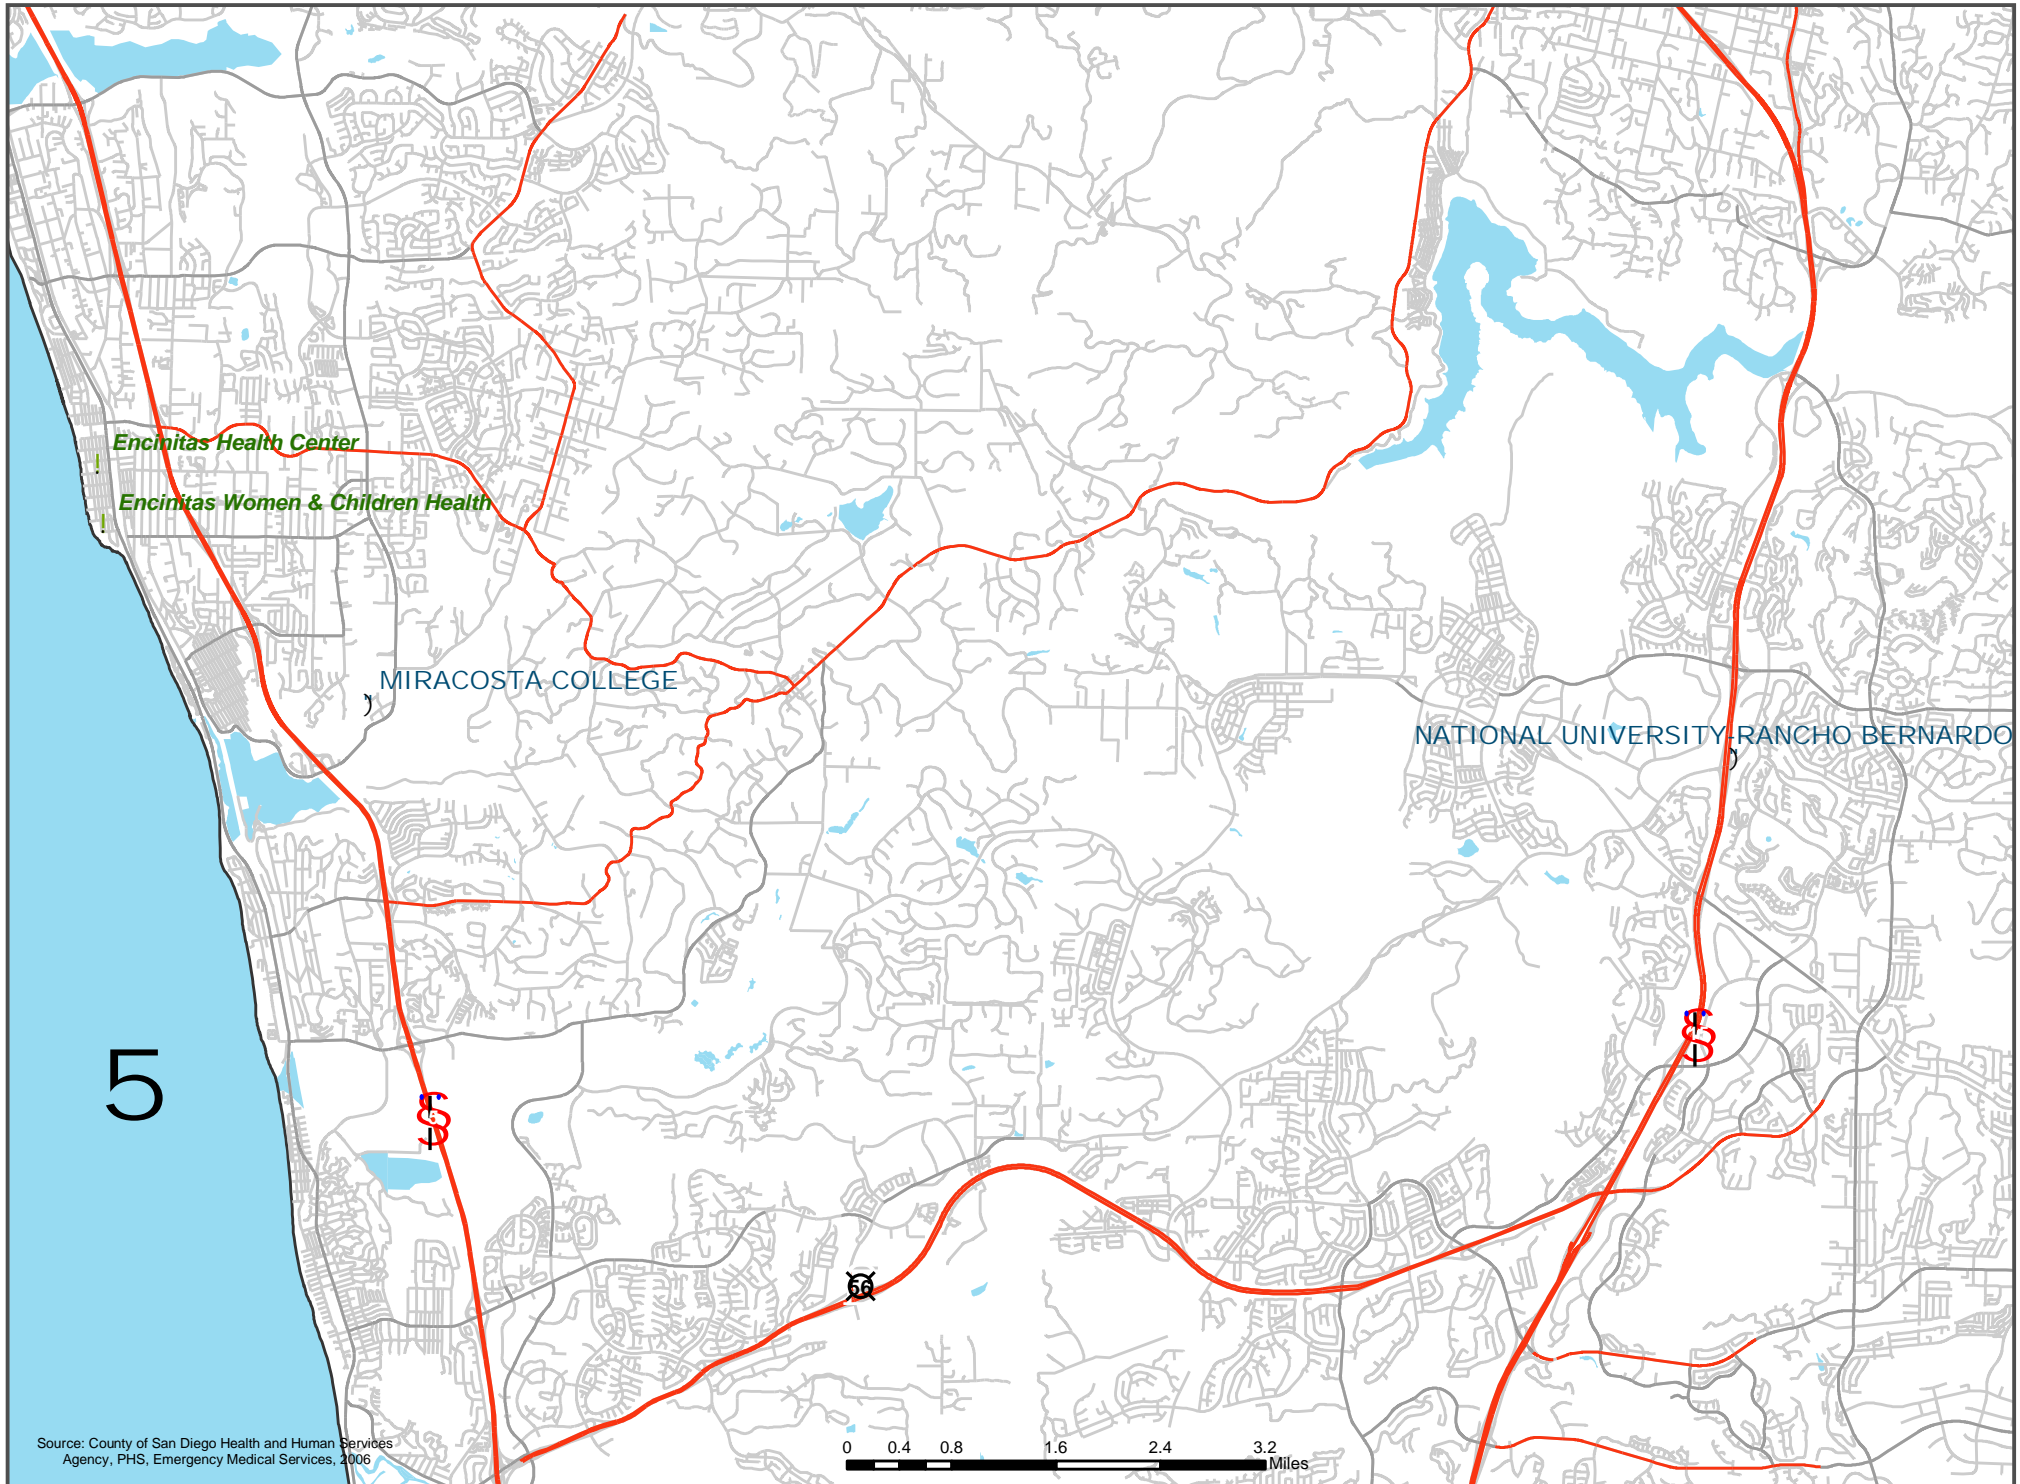 Encinitas Health Center
Encinitas Women & Children Health
MIRACOSTA COLLEGE
NATIONAL UNIVERSITY-RANCHO BERNARDO
5
56
Source: County of San Diego Health and Human Services
Agency, PHS, Emergency Medical Services, 2006
0 0.4 0.8 1.6 2.4 3.2
Miles